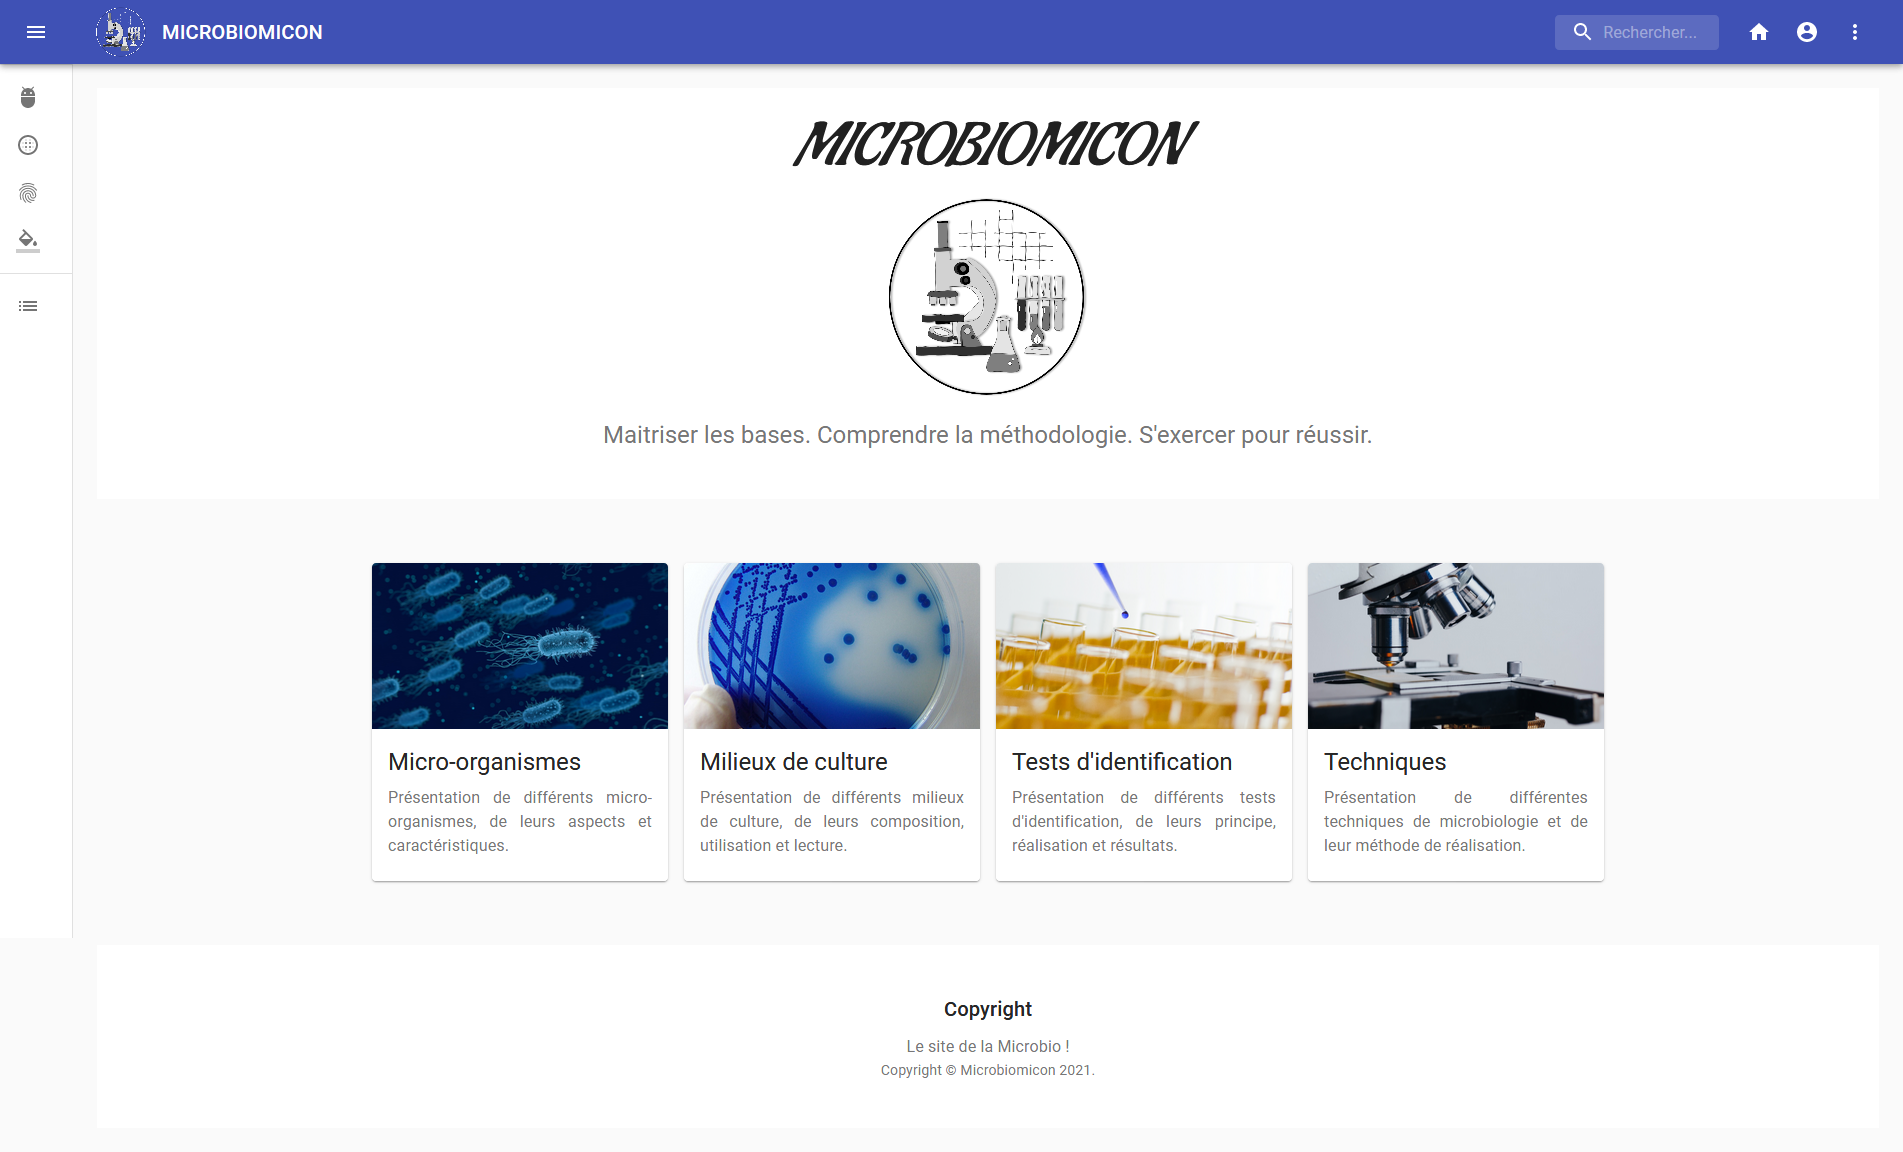 MICROBIOMICON
Rechercher...
MICROBIOMICON
Maitriser les bases. Comprendre la méthodologie. S'exercer pour réussir.
Micro-organismes
Présentation de différents micro-
organismes, de leurs aspects et
caractéristiques.
Milieux de culture
Présentation de différents milieux
de culture, de leurs composition,
utilisation et lecture.
Tests d'identification
Présentation de différents tests
d'identification, de leurs principe,
réalisation et résultats.
Techniques
Présentation de différentes
techniques de microbiologie et de
leur méthode de réalisation.
Copyright
Le site de la Microbio !
Copyright © Microbiomicon 2021.